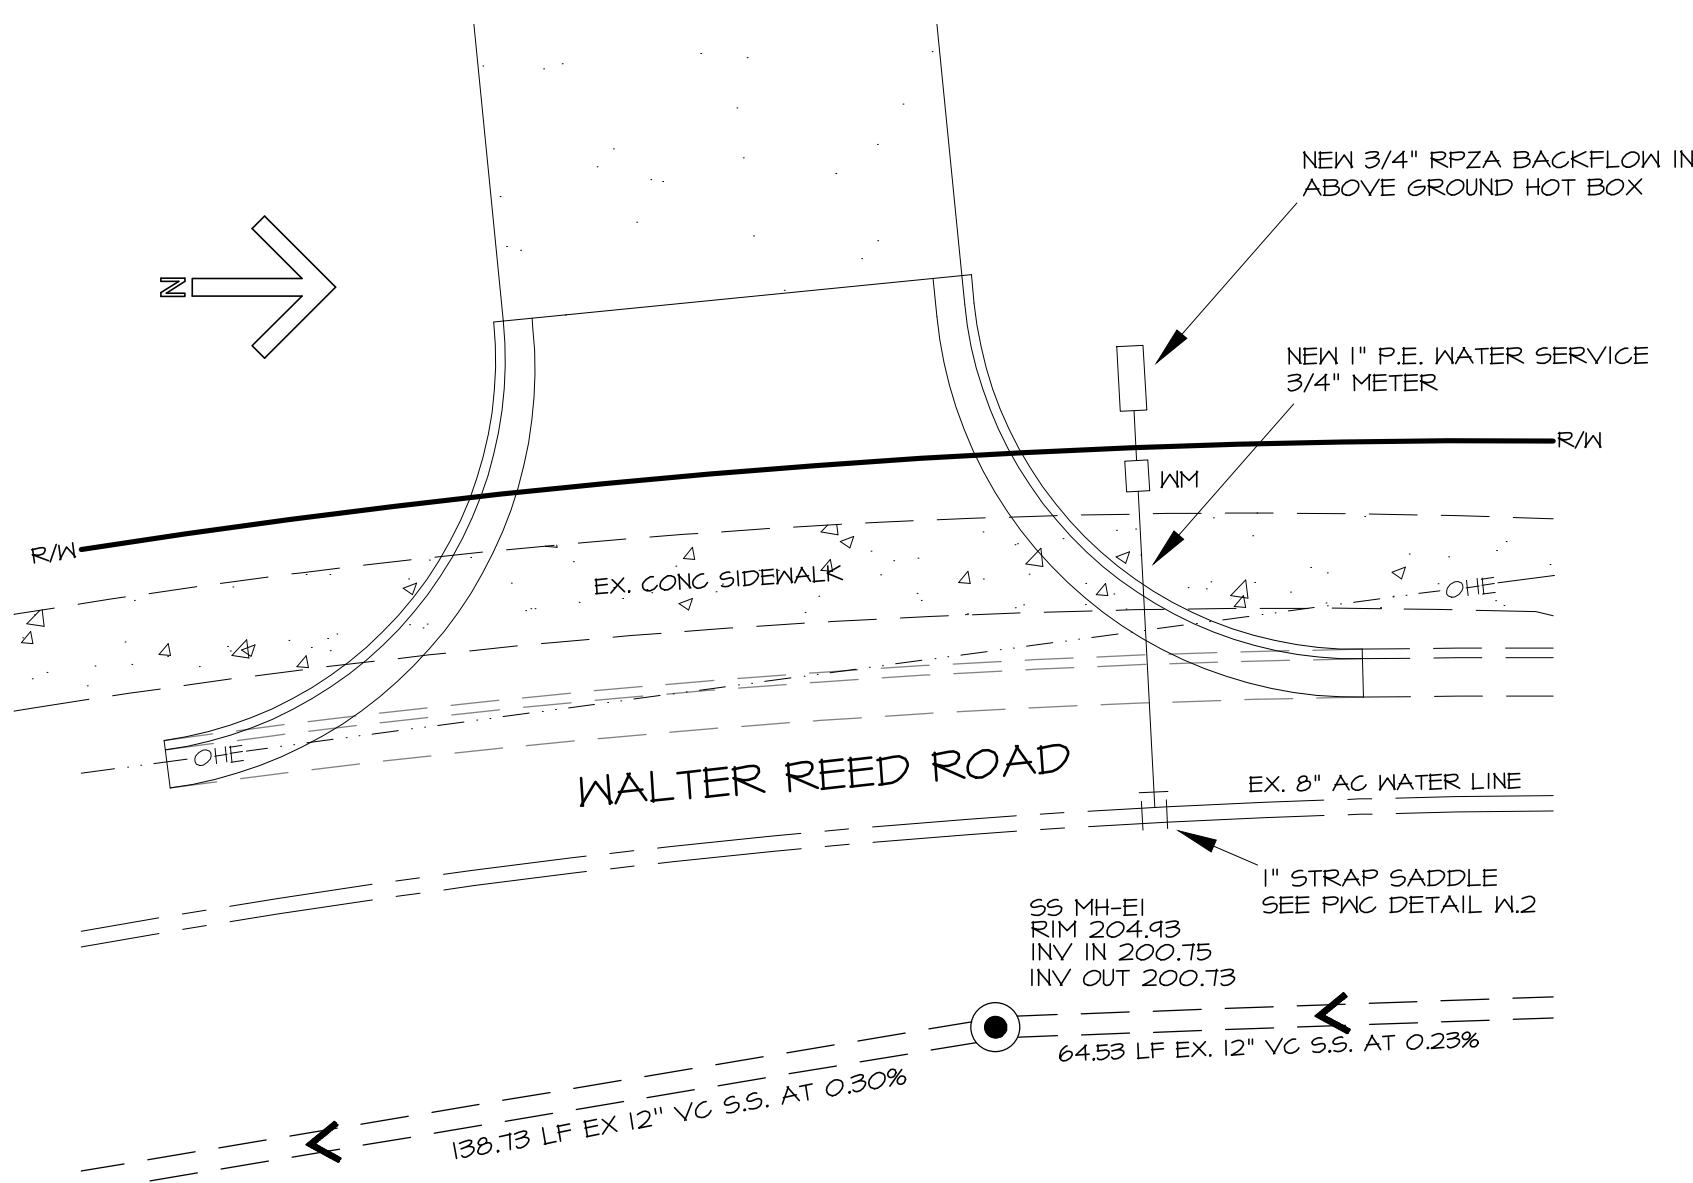 NEW 3/4" RPZA BACKFLOW IN
ABOVE GROUND HOT BOX
N
NEW 1" P.E. WATER SERVICE
3/4" METER
R/W
WM
R/W
EX. CONC SIDEWALK
OHE
OHE
WALTER REED ROAD
EX. 8" AC WATER LINE
1" STRAP SADDLE
SEE PWC DETAIL W.2
SS MH-E1
RIM 204.93
INV IN 200.75
INV OUT 200.73
64.53 LF EX. 12" VC S.S. AT 0.23%
138.73 LF EX 12" VC S.S. AT 0.30%